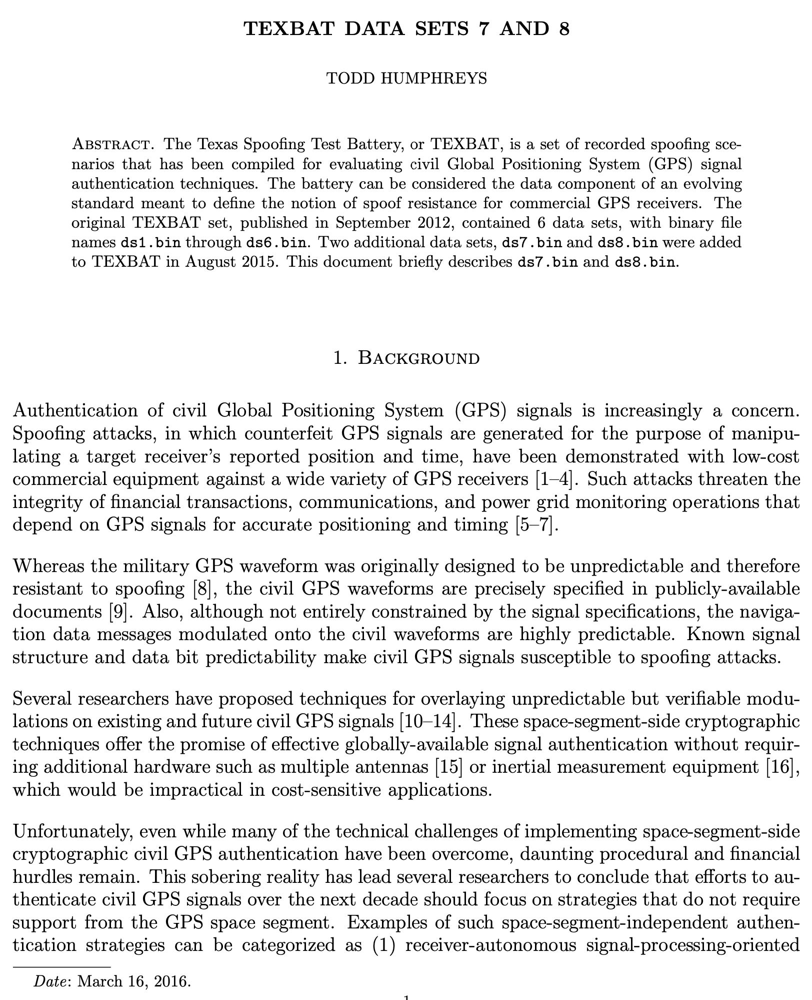 TEXBAT DATA SETS 7 AND 8
TODD HUMPHREYS
Abstract. The Texas Spoofing Test Battery, or TEXBAT, is a set of recorded spoofing sce-
narios that has been compiled for evaluating civil Global Positioning System (GPS) signal
authentication techniques. The battery can be considered the data component of an evolving
standard meant to define the notion of spoof resistance for commercial GPS receivers. The
original TEXBAT set, published in September 2012, contained 6 data sets, with binary file
names ds1.bin through ds6.bin. Two additional data sets, ds7.bin and ds8.bin were added
to TEXBAT in August 2015. This document briefly describes ds7.bin and ds8.bin.
1. Background
Authentication of civil Global Positioning System (GPS) signals is increasingly a concern.
Spoofing attacks, in which counterfeit GPS signals are generated for the purpose of manipu-
lating a target receiver's reported position and time, have been demonstrated with low-cost
commercial equipment against a wide variety of GPS receivers [1–4]. Such attacks threaten the
integrity of financial transactions, communications, and power grid monitoring operations that
depend on GPS signals for accurate positioning and timing [5–7].
Whereas the military GPS waveform was originally designed to be unpredictable and therefore
resistant to spoofing [8], the civil GPS waveforms are precisely specified in publicly-available
documents [9]. Also, although not entirely constrained by the signal specifications, the naviga-
tion data messages modulated onto the civil waveforms are highly predictable. Known signal
structure and data bit predictability make civil GPS signals susceptible to spoofing attacks.
Several researchers have proposed techniques for overlaying unpredictable but verifiable modu-
lations on existing and future civil GPS signals [10–14]. These space-segment-side cryptographic
techniques offer the promise of effective globally-available signal authentication without requir-
ing additional hardware such as multiple antennas [15] or inertial measurement equipment [16],
which would be impractical in cost-sensitive applications.
Unfortunately, even while many of the technical challenges of implementing space-segment-side
cryptographic civil GPS authentication have been overcome, daunting procedural and financial
hurdles remain. This sobering reality has lead several researchers to conclude that efforts to au-
thenticate civil GPS signals over the next decade should focus on strategies that do not require
support from the GPS space segment. Examples of such space-segment-independent authen-
tication strategies can be categorized as (1) receiver-autonomous signal-processing-oriented
Date: March 16, 2016.
1